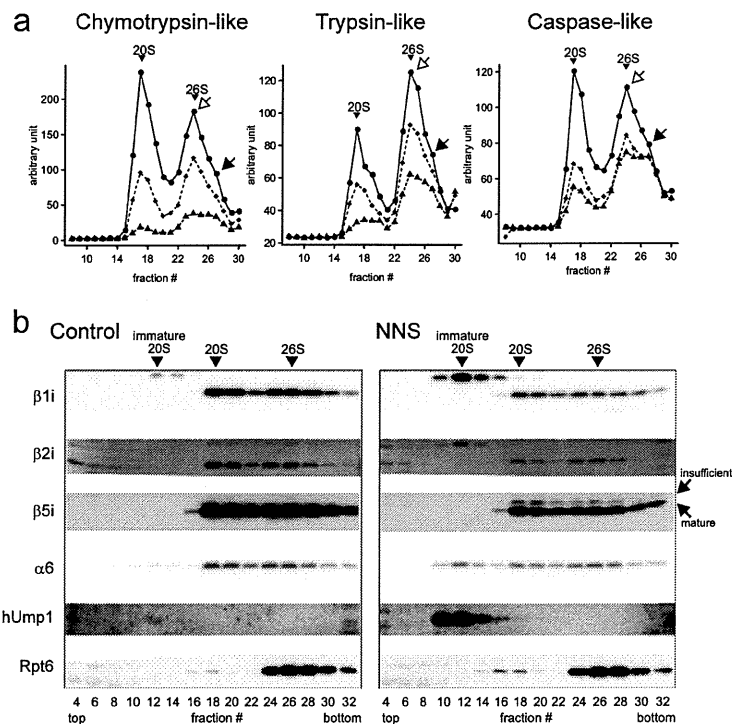 a
Chymotrypsin-like
Trypsin-like
Caspase-like
20S
26S
20S
26S
20S
26S
arbitrary unit
200
150
100
50
0
arbitrary unit
120
100
80
60
40
20
arbitrary unit
120
100
80
60
40
10 14 18 22 26 30
10 14 18 22 26 30
10 14 18 22 26 30
fraction #
fraction #
fraction #
b
Control
immature
20S
20S
26S
NNS
immature
20S
20S
26S
β1i
β2i
β5i
α6
hUmp1
Rpt6
insufficient
mature
4 6 8 10 12 14 16 18 20 22 24 26 28 30 32
top
fraction #
bottom
4 6 8 10 12 14 16 18 20 22 24 26 28 30 32
top
fraction #
bottom